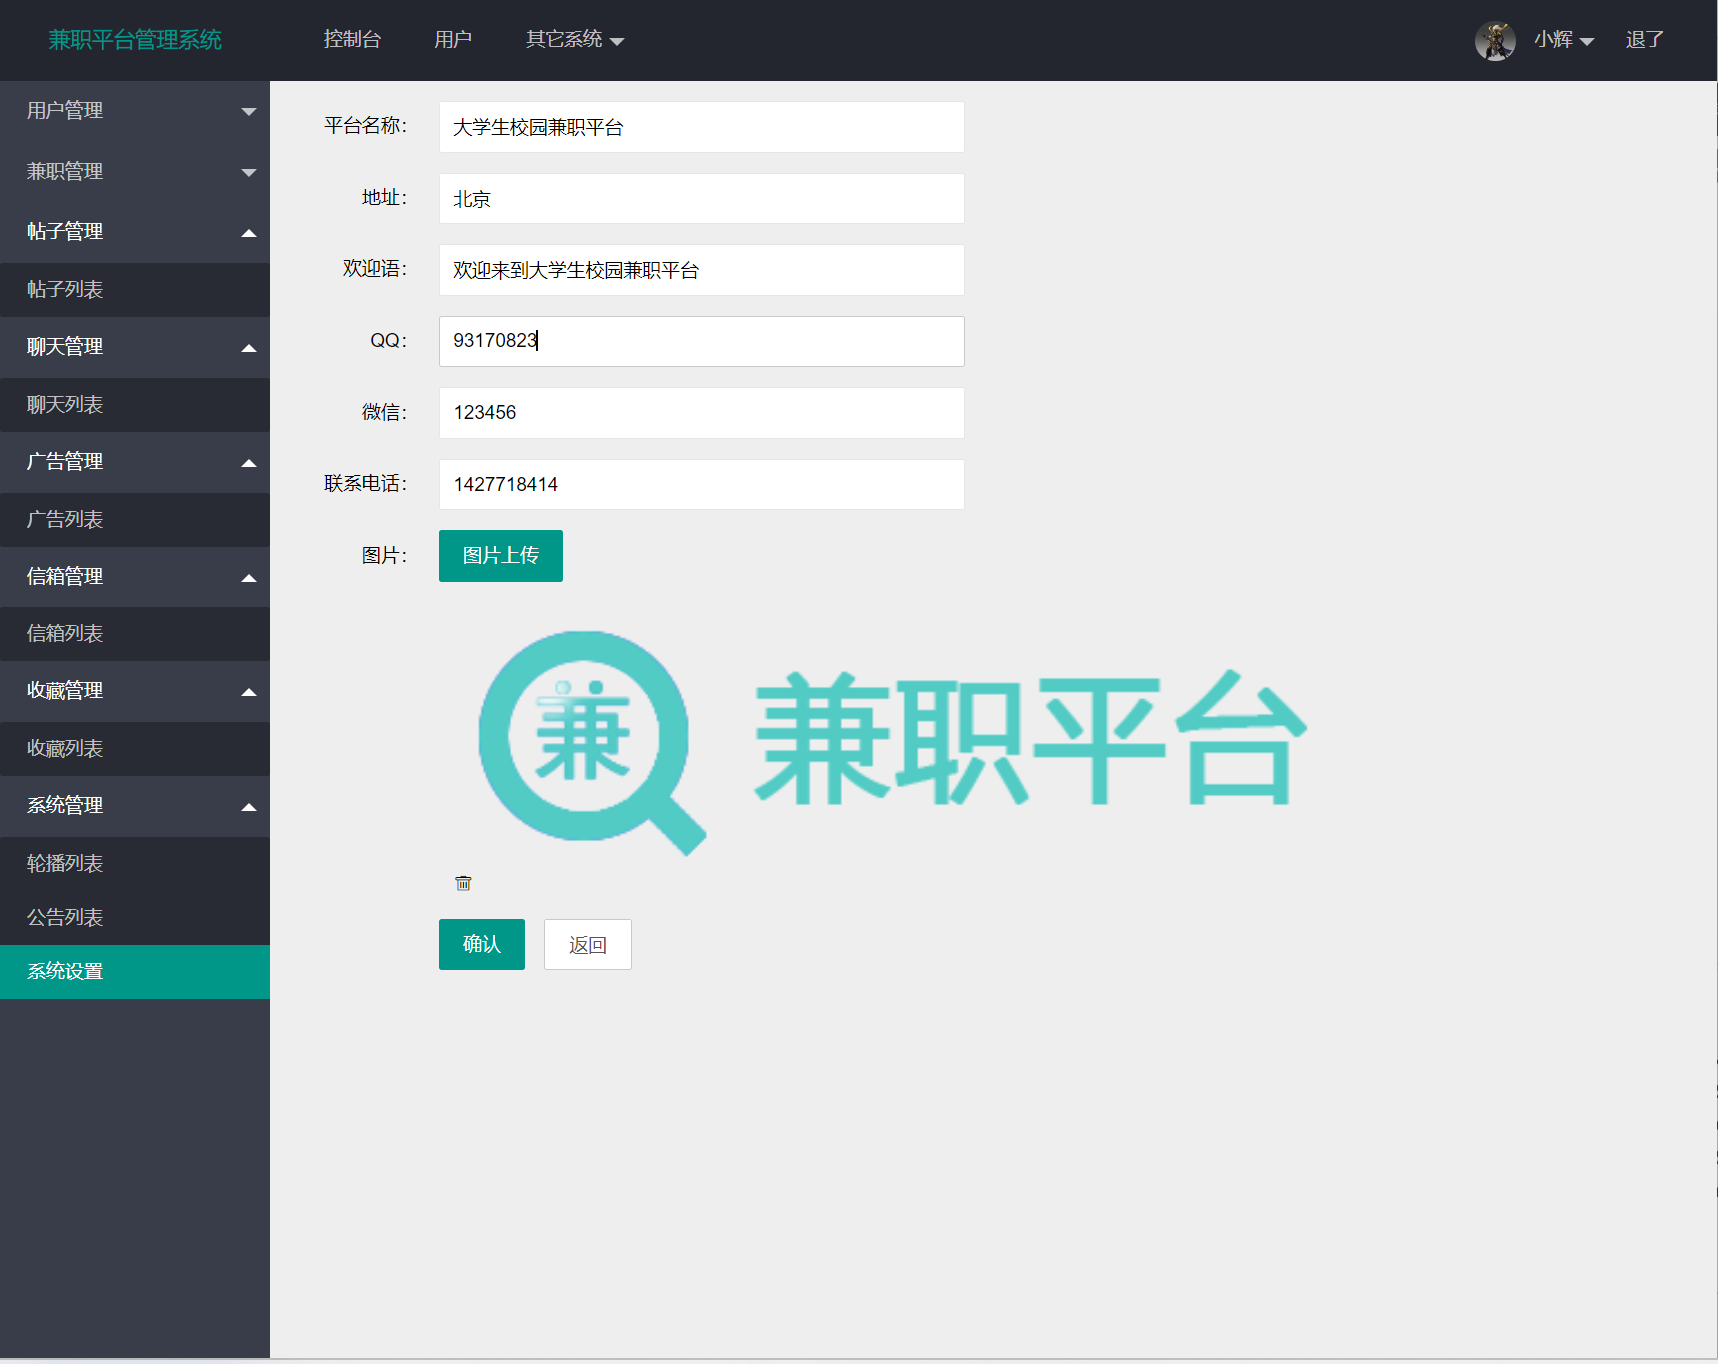 兼职平台管理系统
控制台
用户
其它系统
小辉
退了
用户管理
兼职管理
帖子管理
帖子列表
聊天管理
聊天列表
广告管理
广告列表
信箱管理
信箱列表
收藏管理
收藏列表
系统管理
轮播列表
公告列表
系统设置
平台名称：
大学生校园兼职平台
地址：
北京
欢迎语：
欢迎来到大学生校园兼职平台
QQ：
93170823
微信：
123456
联系电话：
1427718414
图片：
图片上传
兼
兼职平台
确认
返回